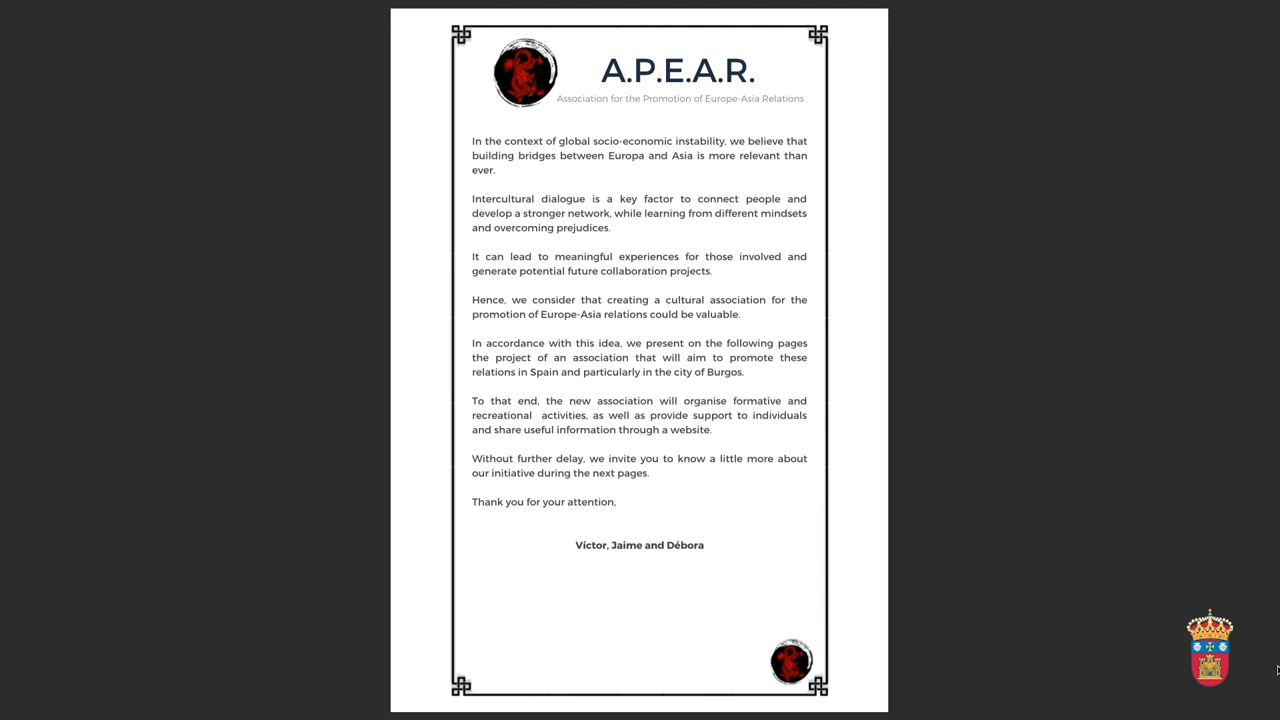 A.P.E.A.R.
Association for the Promotion of Europe-Asia Relations
In the context of global socio-economic instability, we believe that
building bridges between Europa and Asia is more relevant than
ever.
Intercultural dialogue is a key factor to connect people and
develop a stronger network, while learning from different mindsets
and overcoming prejudices.
It can lead to meaningful experiences for those involved and
generate potential future collaboration projects.
Hence, we consider that creating a cultural association for the
promotion of Europe-Asia relations could be valuable.
In accordance with this idea, we present on the following pages
the project of an association that will aim to promote these
relations in Spain and particularly in the city of Burgos.
To that end, the new association will organise formative and
recreational activities, as well as provide support to individuals
and share useful information through a website.
Without further delay, we invite you to know a little more about
our initiative during the next pages.
Thank you for your attention,
Víctor, Jaime and Débora